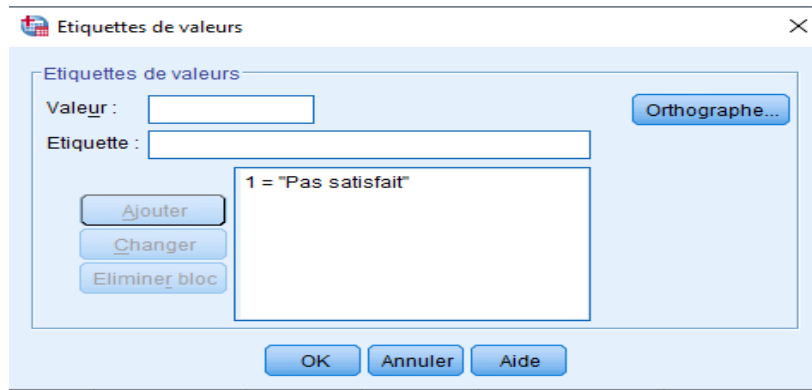 Etiquettes de valeurs
Etiquettes de valeurs
Valeur :
Orthographe...
Etiquette :
1 = "Pas satisfait"
Ajouter
Changer
Eliminer bloc
OK Annuler Aide